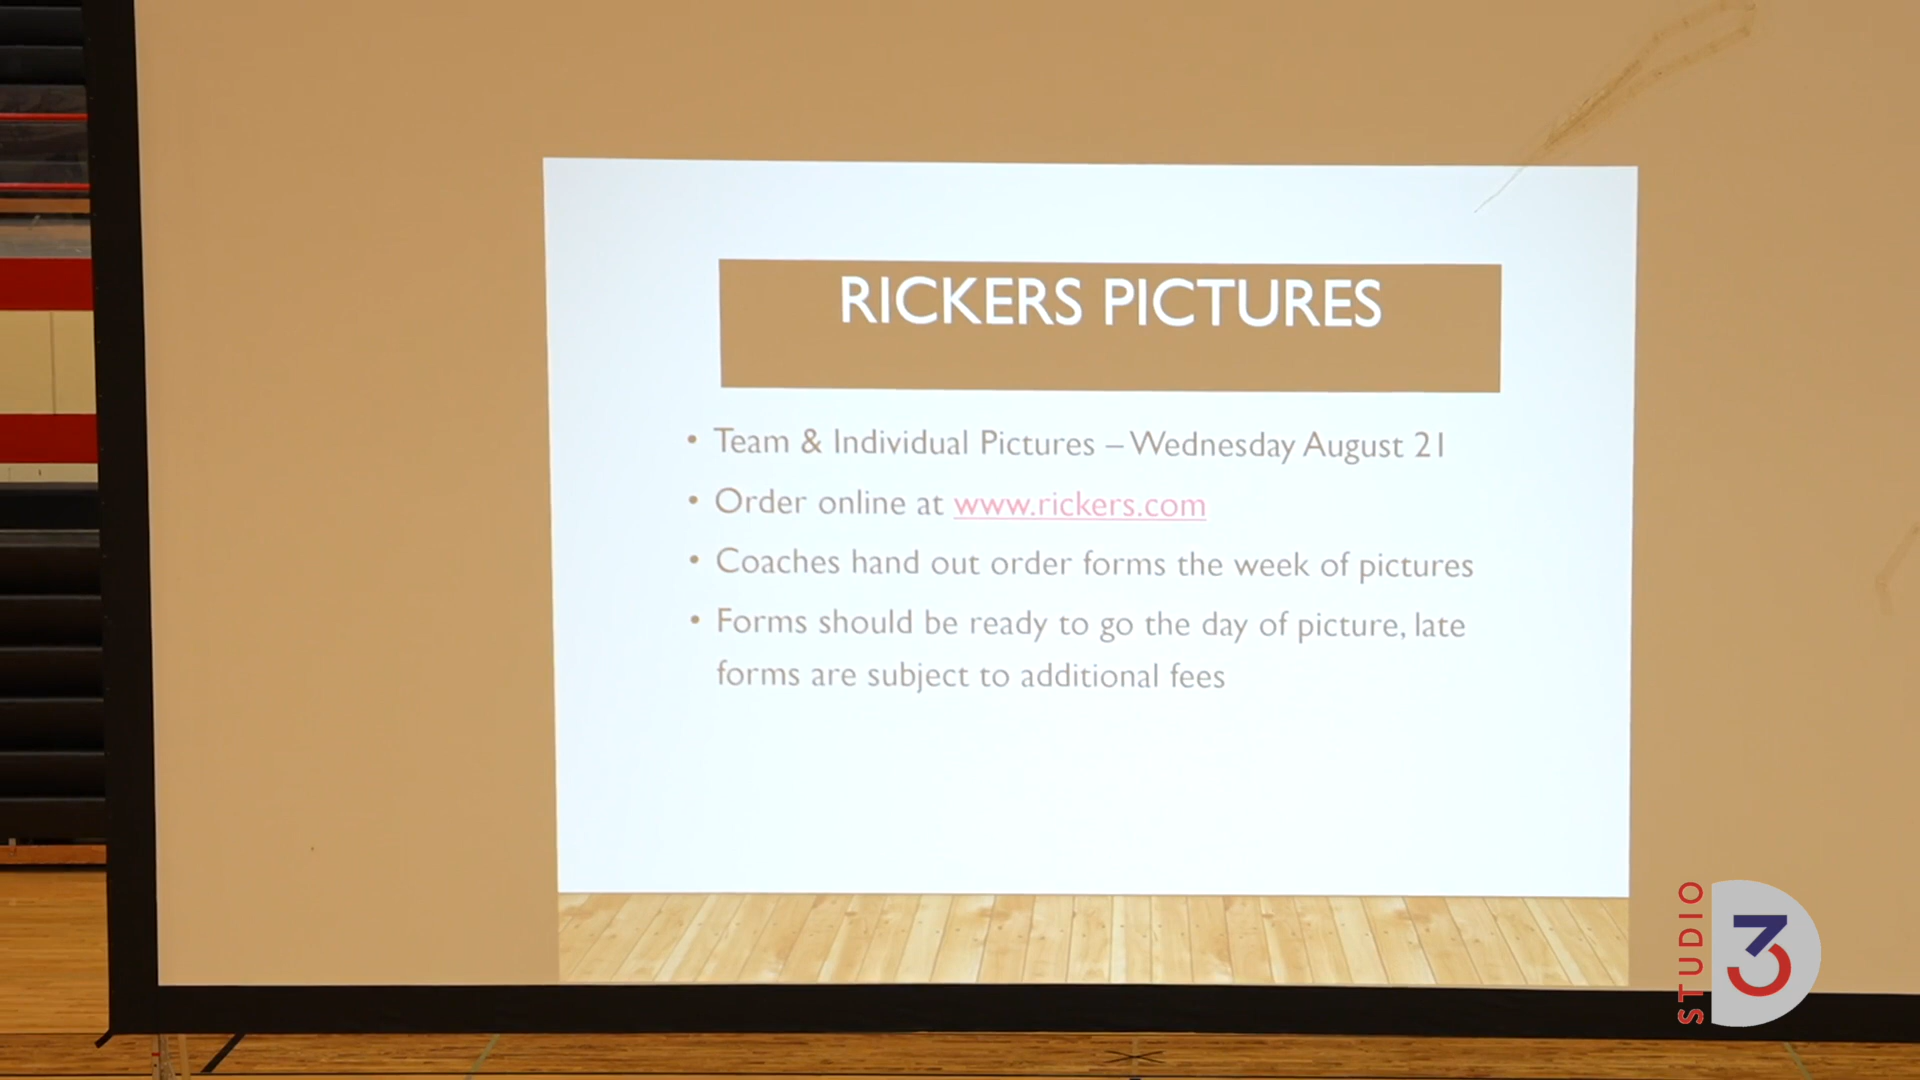 RICKERS PICTURES
• Team & Individual Pictures – Wednesday August 21
• Order online at www.rickers.com
• Coaches hand out order forms the week of pictures
• Forms should be ready to go the day of picture, late
forms are subject to additional fees
STUDIO
3